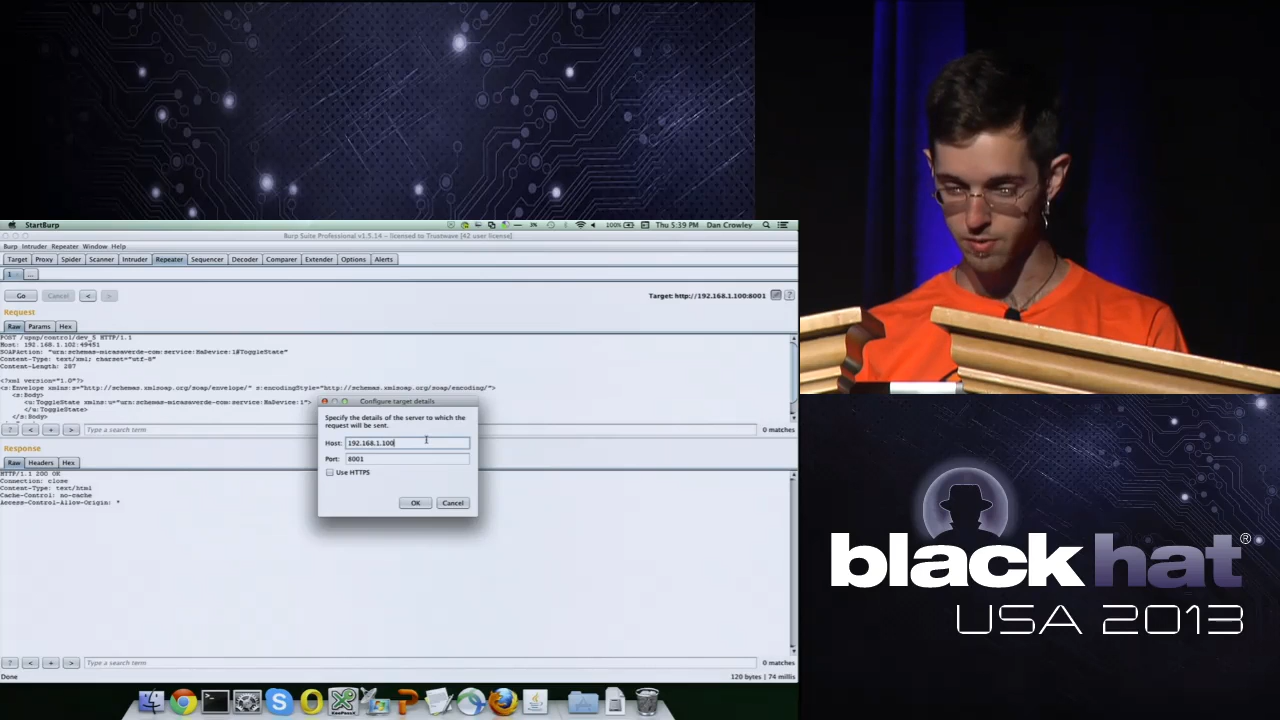 StartBurp 100% Thu 5:39 PM Dan Crowley
Burp Suite Professional v1.5.14 - licensed to Trustwave [42 user license]
Burp Intruder Repeater Window Help
Target Proxy Spider Scanner Intruder Repeater Sequencer Decoder Comparer Extender Options Alerts
1 ...
Go Cancel < > Target: http://192.168.1.100:8001 ?
Request
Raw Params Hex
POST /upnp/control/dev_5 HTTP/1.1
Host: 192.168.1.102:49451
SOAPAction: "urn:schemas-micasaverde-com:service:HaDevice:1#ToggleState"
Content-Type: text/xml; charset="utf-8"
Content-Length: 287
<?xml version="1.0"?>
<s:Envelope xmlns:s="http://schemas.xmlsoap.org/soap/envelope/" s:encodingStyle="http://schemas.xmlsoap.org/soap/encoding/">
<s:Body>
<u:ToggleState xmlns:u="urn:schemas-micasaverde-com:service:HaDevice:1">
</u:ToggleState>
</s:Body>
? < + > Type a search term 0 matches
Configure target details
Specify the details of the server to which the
request will be sent.
Host: 192.168.1.100
Port: 8001
Use HTTPS
OK Cancel
Response
Raw Headers Hex
HTTP/1.1 200 OK
Connection: close
Content-Type: text/html
Cache-Control: no-cache
Access-Control-Allow-Origin: *
? < + > Type a search term 0 matches
Done 120 bytes | 74 millis
black hat®
USA 2013